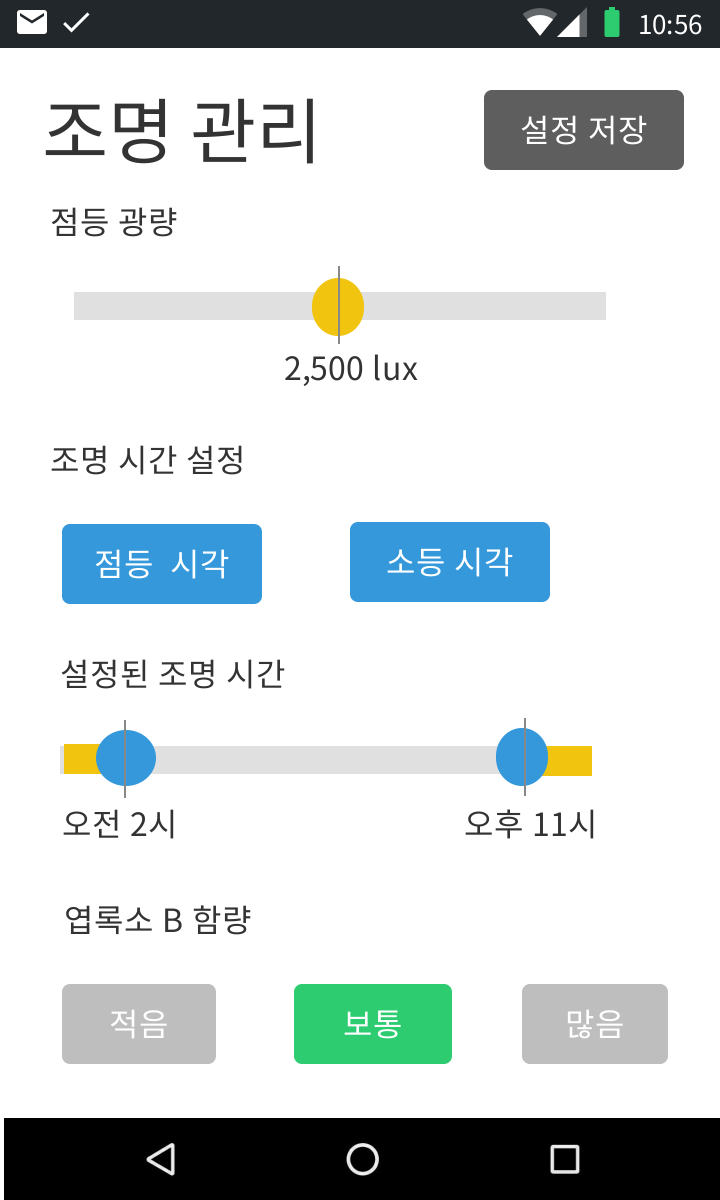 10:56
조명 관리
설정 저장
점등 광량
2,500 lux
조명 시간 설정
점등 시각
소등 시각
설정된 조명 시간
오전 2시
오후 11시
엽록소 B 함량
적음
보통
많음